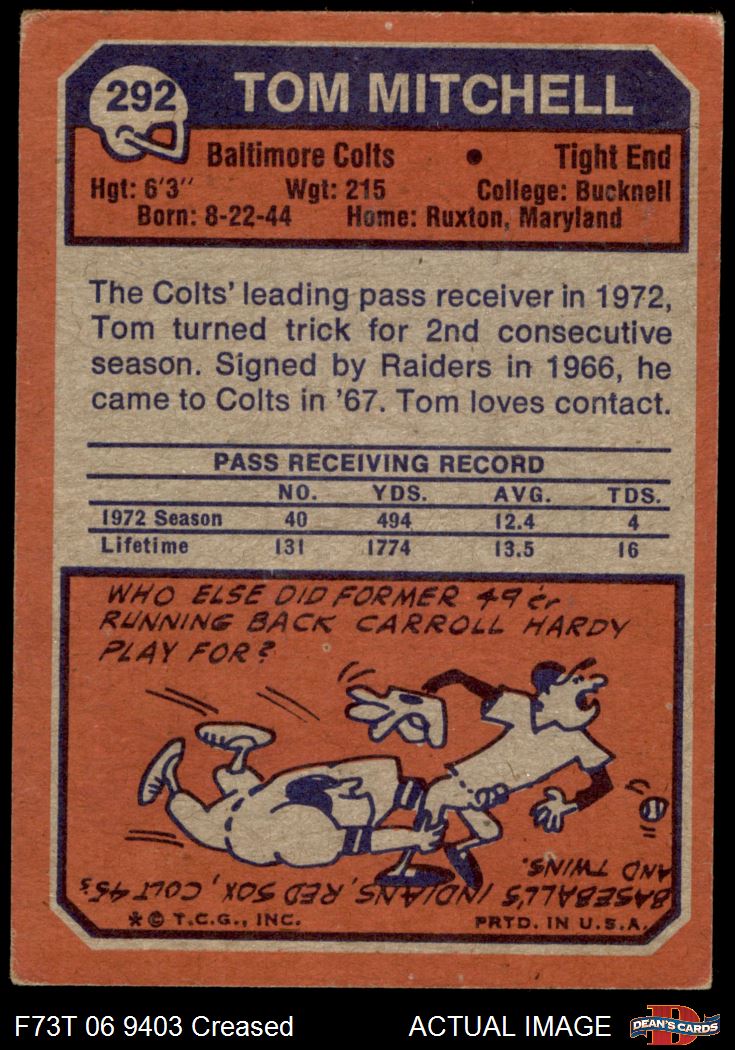 292
TOM MITCHELL
Baltimore Colts • Tight End
Hgt: 6'3" Wgt: 215 College: Bucknell
Born: 8-22-44 Home: Ruxton, Maryland
The Colts' leading pass receiver in 1972,
Tom turned trick for 2nd consecutive
season. Signed by Raiders in 1966, he
came to Colts in '67. Tom loves contact.
PASS RECEIVING RECORD
NO. YDS. AVG. TDS.
1972 Season 40 494 12.4 4
Lifetime 131 1774 13.5 16
WHO ELSE DID FORMER 49'er
RUNNING BACK CARROLL HARDY
PLAY FOR?
BASEBALL'S INDIANS, RED SOX, COLT 45's
AND TWINS.
* © T.C.G., INC. PRTD. IN U.S.A.
F73T 06 9403 Creased ACTUAL IMAGE
D
DEAN'S CARDS